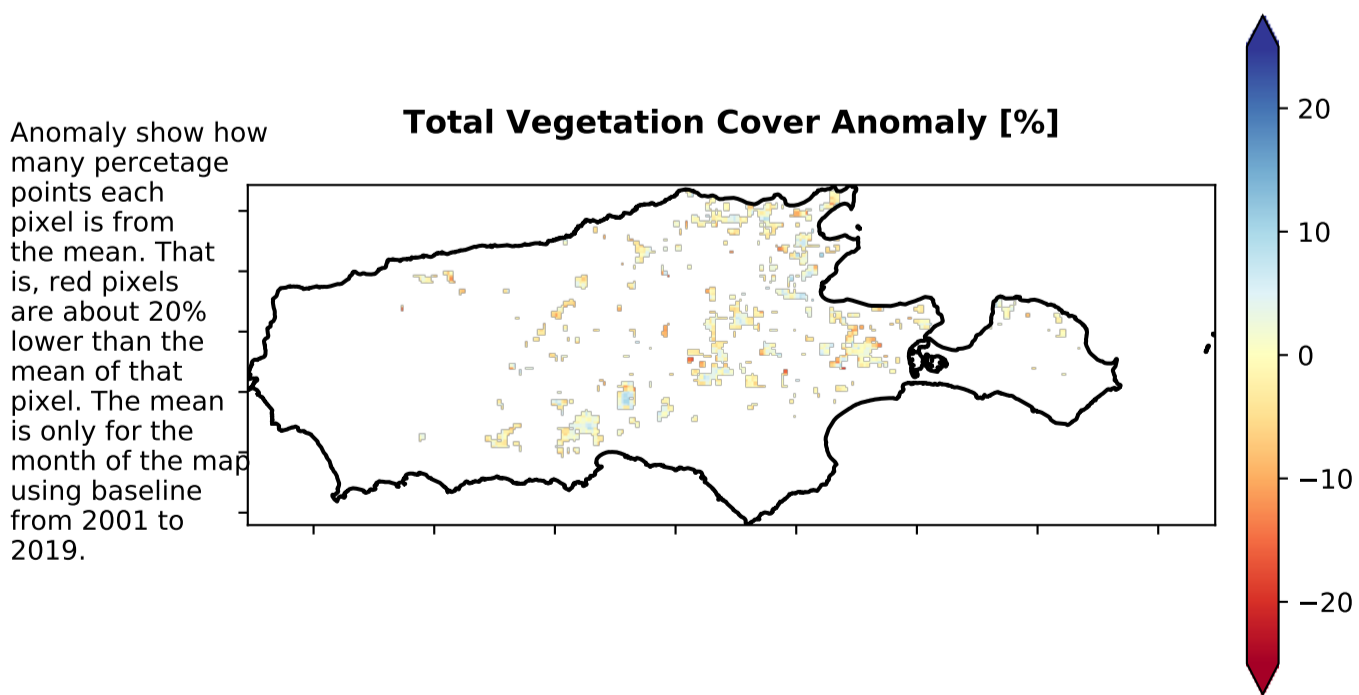 Total Vegetation Cover Anomaly [%]
Anomaly show how
many percetage
points each
pixel is from
the mean. That
is, red pixels
are about 20%
lower than the
mean of that
pixel. The mean
is only for the
month of the map
using baseline
from 2001 to
2019.
20
10
0
−10
−20